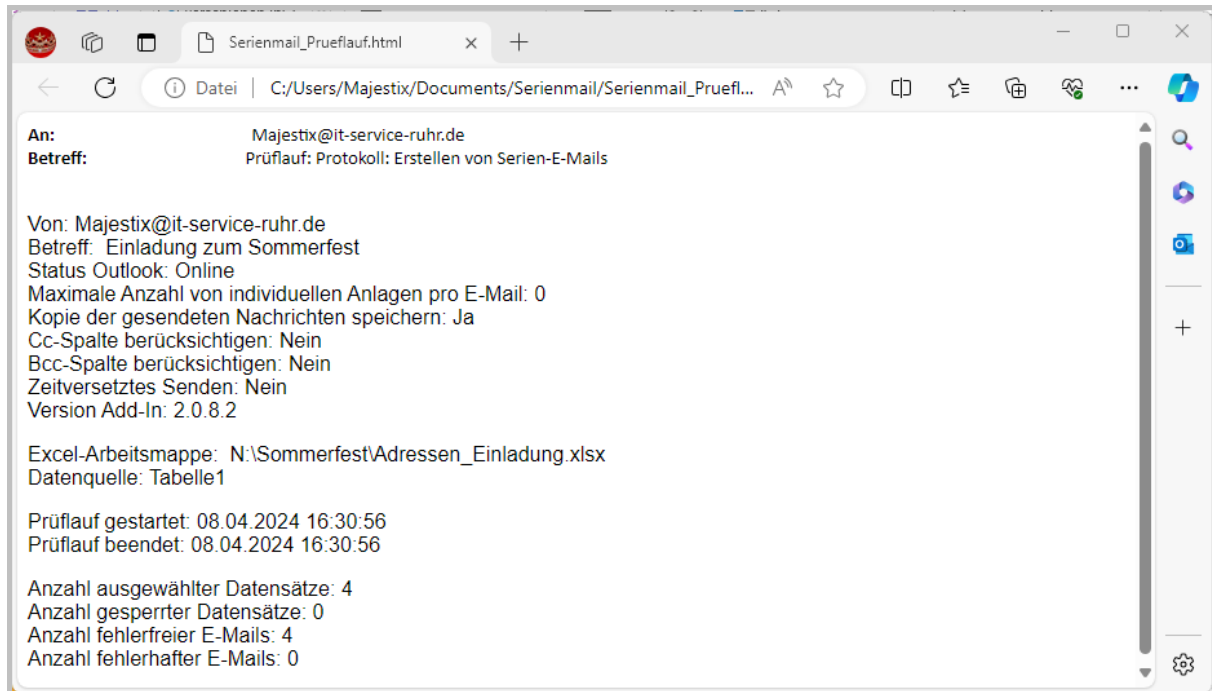 Serienmail_Prueflauf.html
Datei | C:/Users/Majestix/Documents/Serienmail/Serienmail_Pruefl...
An: Majestix@it-service-ruhr.de
Betreff: Prüflauf: Protokoll: Erstellen von Serien-E-Mails
Von: Majestix@it-service-ruhr.de
Betreff:  Einladung zum Sommerfest
Status Outlook: Online
Maximale Anzahl von individuellen Anlagen pro E-Mail: 0
Kopie der gesendeten Nachrichten speichern: Ja
Cc-Spalte berücksichtigen: Nein
Bcc-Spalte berücksichtigen: Nein
Zeitversetztes Senden: Nein
Version Add-In: 2.0.8.2
Excel-Arbeitsmappe:  N:\Sommerfest\Adressen_Einladung.xlsx
Datenquelle: Tabelle1
Prüflauf gestartet: 08.04.2024 16:30:56
Prüflauf beendet: 08.04.2024 16:30:56
Anzahl ausgewählter Datensätze: 4
Anzahl gesperrter Datensätze: 0
Anzahl fehlerfreier E-Mails: 4
Anzahl fehlerhafter E-Mails: 0